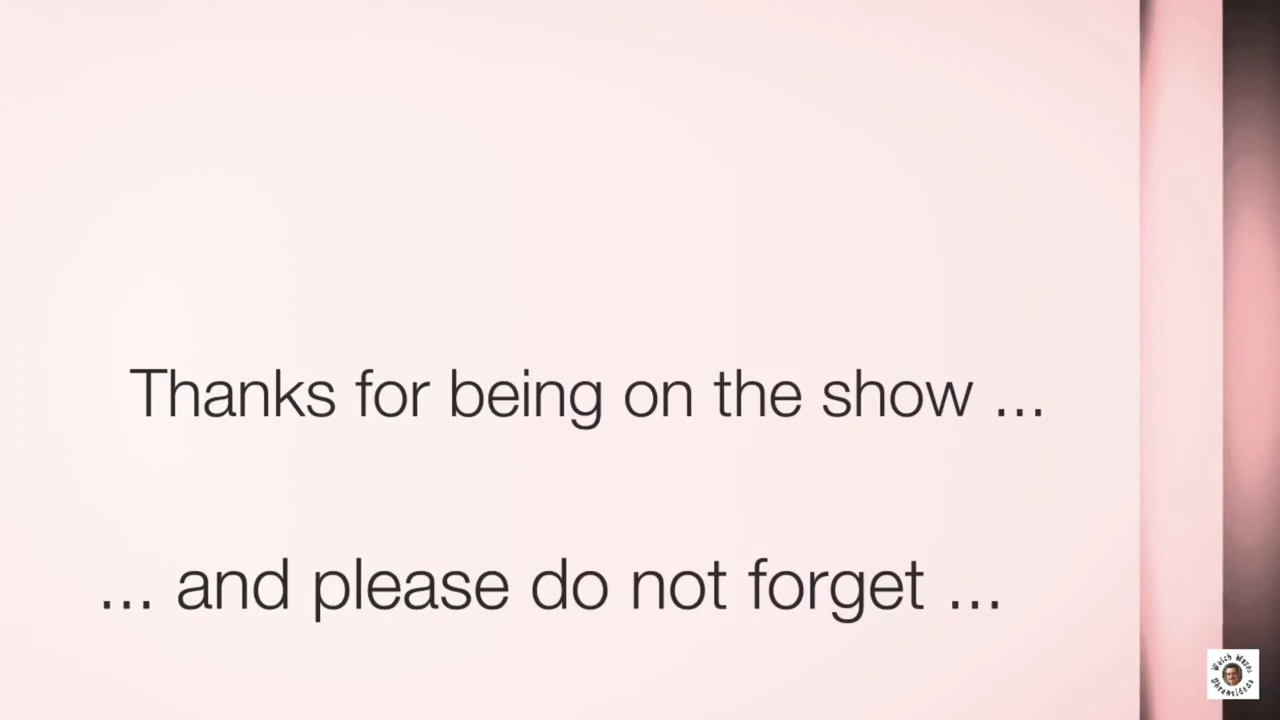 Thanks for being on the show ...
... and please do not forget ...